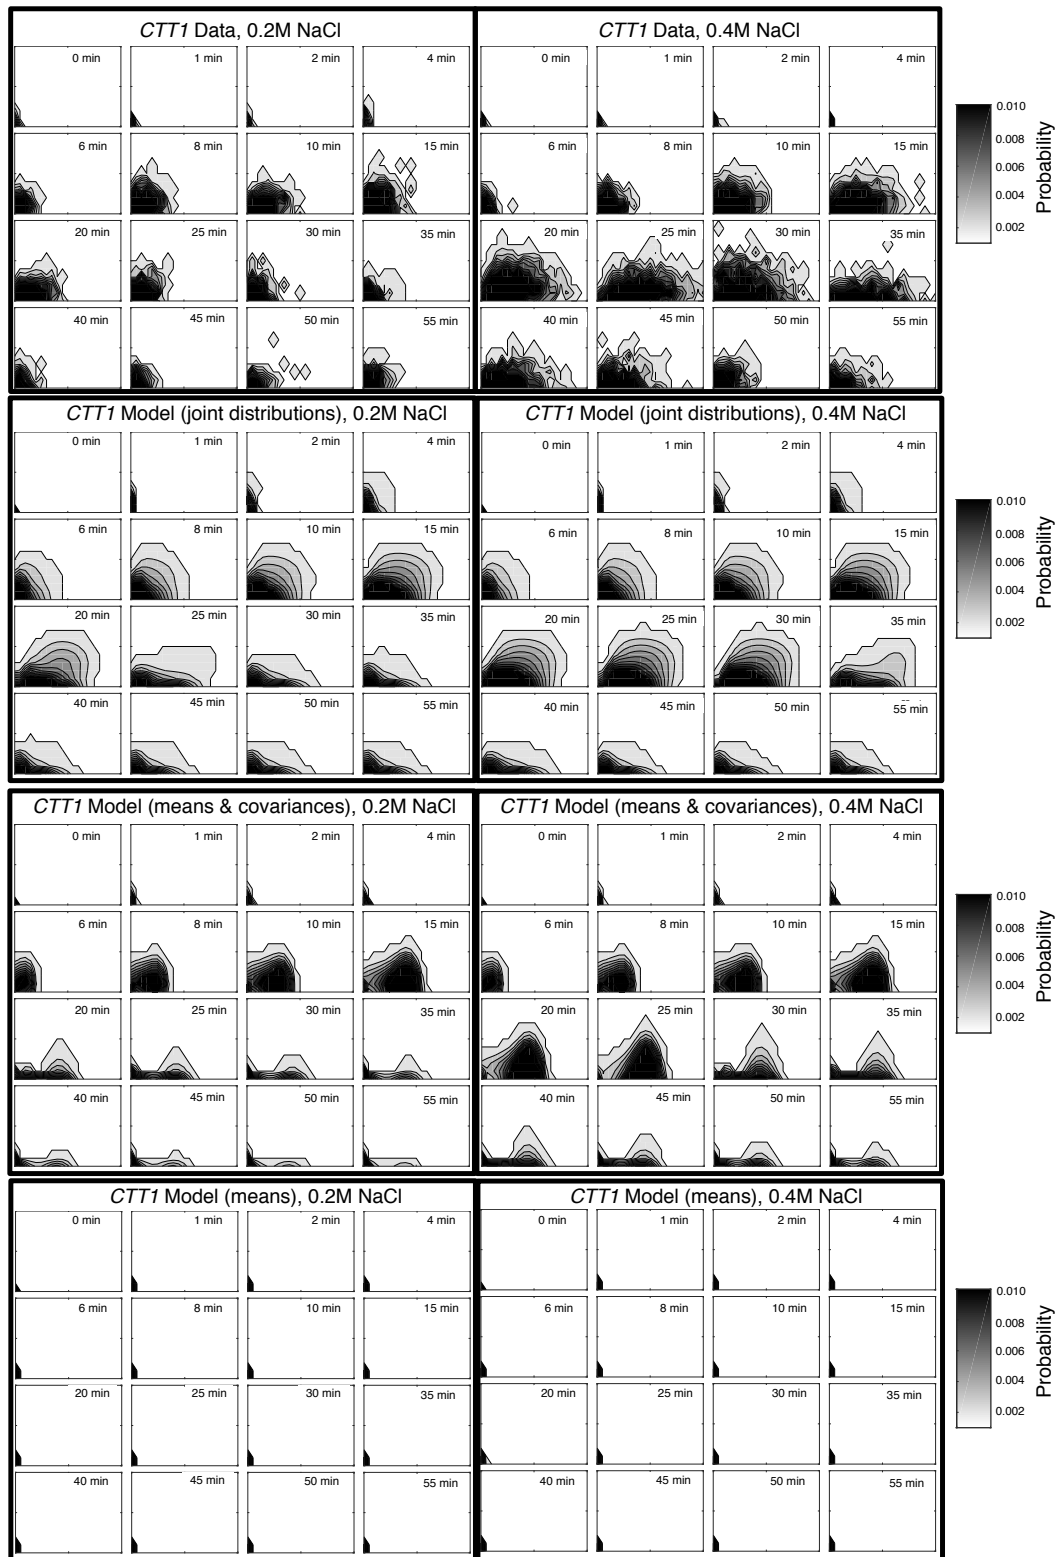 CTT1 Data, 0.2M NaCl
0 min 1 min 2 min 4 min
6 min 8 min 10 min 15 min
20 min 25 min 30 min 35 min
40 min 45 min 50 min 55 min
CTT1 Data, 0.4M NaCl
0 min 1 min 2 min 4 min
6 min 8 min 10 min 15 min
20 min 25 min 30 min 35 min
40 min 45 min 50 min 55 min
0.010
0.008
0.006
0.004
0.002
Probability
CTT1 Model (joint distributions), 0.2M NaCl
0 min 1 min 2 min 4 min
6 min 8 min 10 min 15 min
20 min 25 min 30 min 35 min
40 min 45 min 50 min 55 min
CTT1 Model (joint distributions), 0.4M NaCl
0 min 1 min 2 min 4 min
6 min 8 min 10 min 15 min
20 min 25 min 30 min 35 min
40 min 45 min 50 min 55 min
0.010
0.008
0.006
0.004
0.002
Probability
CTT1 Model (means & covariances), 0.2M NaCl
0 min 1 min 2 min 4 min
6 min 8 min 10 min 15 min
20 min 25 min 30 min 35 min
40 min 45 min 50 min 55 min
CTT1 Model (means & covariances), 0.4M NaCl
0 min 1 min 2 min 4 min
6 min 8 min 10 min 15 min
20 min 25 min 30 min 35 min
40 min 45 min 50 min 55 min
0.010
0.008
0.006
0.004
0.002
Probability
CTT1 Model (means), 0.2M NaCl
0 min 1 min 2 min 4 min
6 min 8 min 10 min 15 min
20 min 25 min 30 min 35 min
40 min 45 min 50 min 55 min
CTT1 Model (means), 0.4M NaCl
0 min 1 min 2 min 4 min
6 min 8 min 10 min 15 min
20 min 25 min 30 min 35 min
40 min 45 min 50 min 55 min
0.010
0.008
0.006
0.004
0.002
Probability